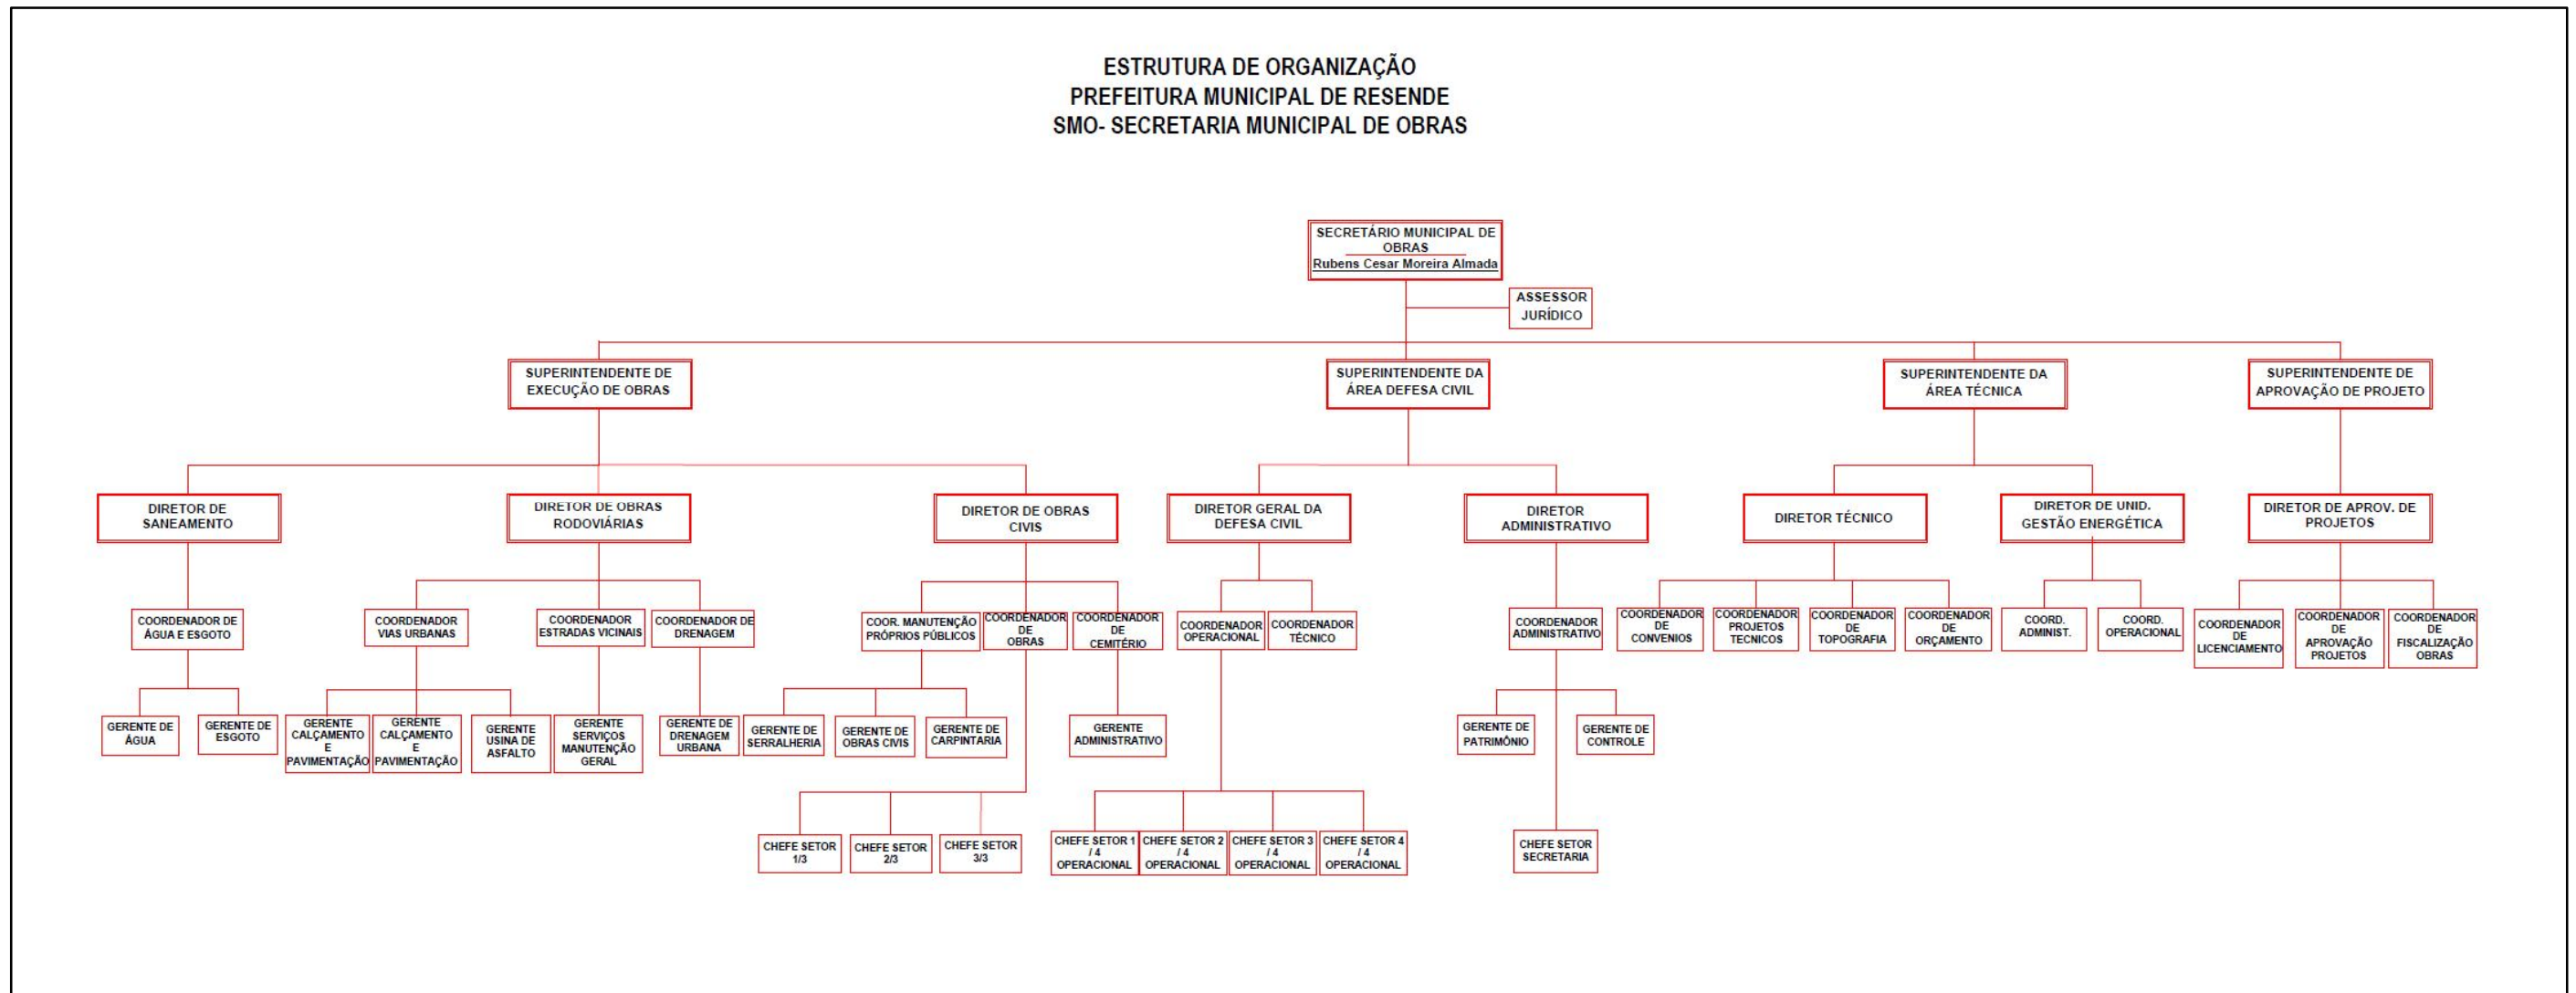 ESTRUTURA DE ORGANIZAÇÃO
PREFEITURA MUNICIPAL DE RESENDE
SMO- SECRETARIA MUNICIPAL DE OBRAS
SECRETÁRIO MUNICIPAL DE
OBRAS
Rubens Cesar Moreira Almada
ASSESSOR
JURÍDICO
SUPERINTENDENTE DE
EXECUÇÃO DE OBRAS
SUPERINTENDENTE DA
ÁREA DEFESA CIVIL
SUPERINTENDENTE DA
ÁREA TÉCNICA
SUPERINTENDENTE DE
APROVAÇÃO DE PROJETO
DIRETOR DE
SANEAMENTO
DIRETOR DE OBRAS
RODOVIÁRIAS
DIRETOR DE OBRAS
CIVIS
DIRETOR GERAL DA
DEFESA CIVIL
DIRETOR
ADMINISTRATIVO
DIRETOR TÉCNICO
DIRETOR DE UNID.
GESTÃO ENERGÉTICA
DIRETOR DE APROV. DE
PROJETOS
COORDENADOR DE
ÁGUA E ESGOTO
COORDENADOR
VIAS URBANAS
COORDENADOR
ESTRADAS VICINAIS
COORDENADOR DE
DRENAGEM
COOR. MANUTENÇÃO
PRÓPRIOS PÚBLICOS
COORDENADOR
DE
OBRAS
COORDENADOR
DE
CEMITÉRIO
COORDENADOR
OPERACIONAL
COORDENADOR
TÉCNICO
COORDENADOR
ADMINISTRATIVO
COORDENADOR
DE
CONVENIOS
COORDENADOR
PROJETOS
TECNICOS
COORDENADOR
DE
TOPOGRAFIA
COORDENADOR
DE
ORÇAMENTO
COORD.
ADMINIST.
COORD.
OPERACIONAL
COORDENADOR
DE
LICENCIAMENTO
COORDENADOR
DE
APROVAÇÃO
PROJETOS
COORDENADOR
DE
FISCALIZAÇÃO
OBRAS
GERENTE DE
ÁGUA
GERENTE DE
ESGOTO
GERENTE
CALÇAMENTO
E
PAVIMENTAÇÃO
GERENTE
CALÇAMENTO
E
PAVIMENTAÇÃO
GERENTE
USINA DE
ASFALTO
GERENTE
SERVIÇOS
MANUTENÇÃO
GERAL
GERENTE DE
DRENAGEM
URBANA
GERENTE DE
SERRALHERIA
GERENTE DE
OBRAS CIVIS
GERENTE DE
CARPINTARIA
GERENTE
ADMINISTRATIVO
GERENTE DE
PATRIMÔNIO
GERENTE DE
CONTROLE
CHEFE SETOR
1/3
CHEFE SETOR
2/3
CHEFE SETOR
3/3
CHEFE SETOR 1
/ 4
OPERACIONAL
CHEFE SETOR 2
/ 4
OPERACIONAL
CHEFE SETOR 3
/ 4
OPERACIONAL
CHEFE SETOR 4
/ 4
OPERACIONAL
CHEFE SETOR
SECRETARIA